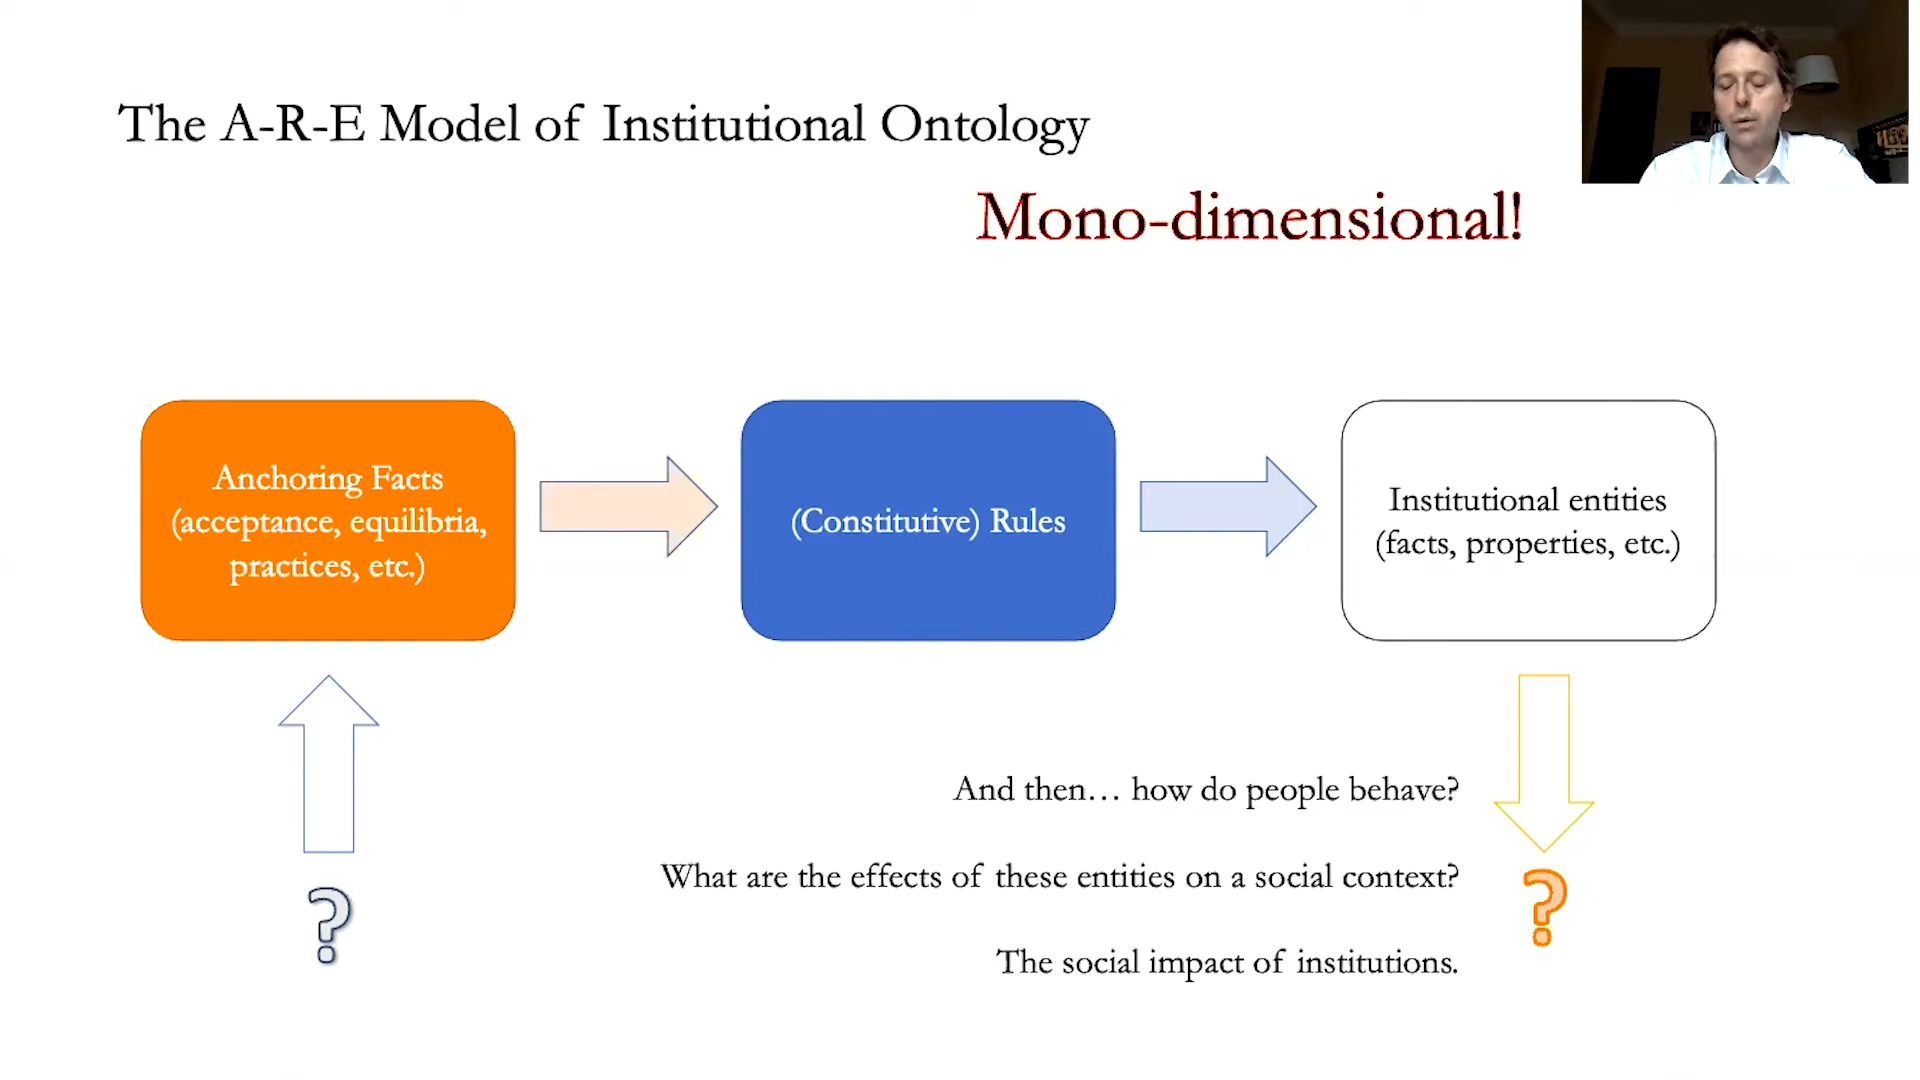 The A-R-E Model of Institutional Ontology
Mono-dimensional!
Anchoring Facts
(acceptance, equilibria,
practices, etc.)
(Constitutive) Rules
Institutional entities
(facts, properties, etc.)
And then… how do people behave?
What are the effects of these entities on a social context?
The social impact of institutions.
?
?